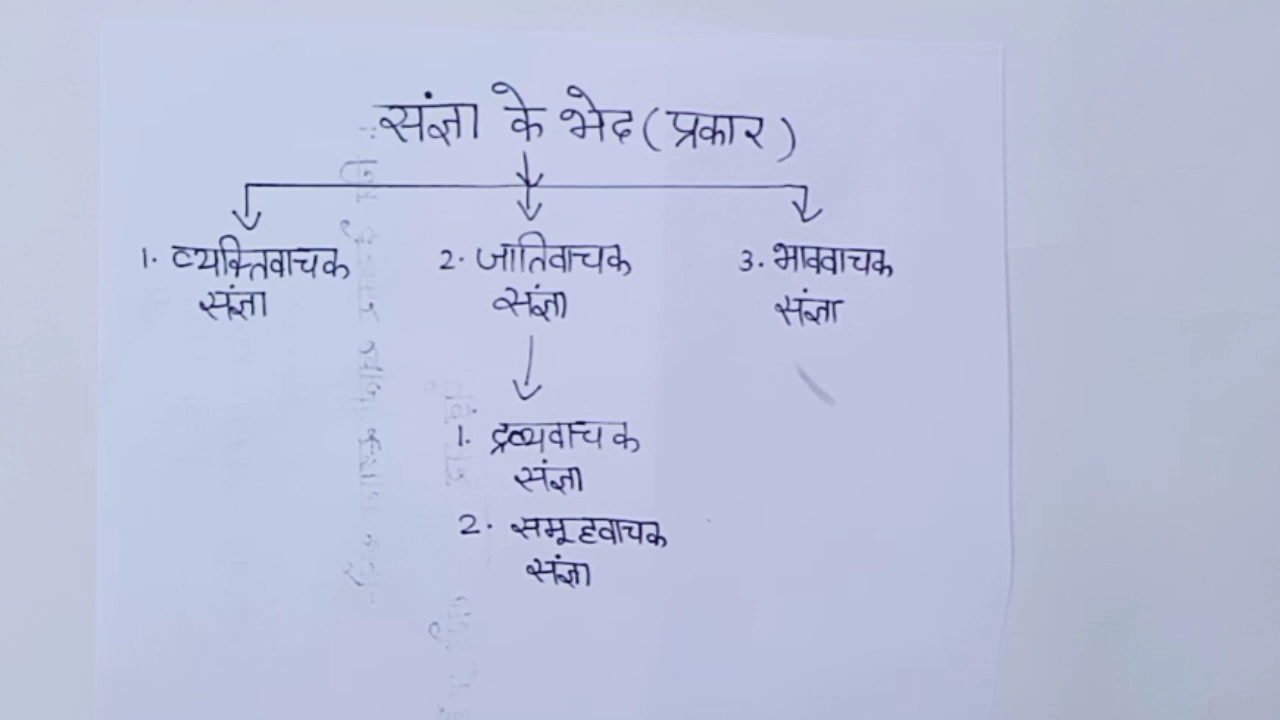 संज्ञा के भेद (प्रकार)
1. व्यक्तिवाचक
संज्ञा
2. जातिवाचक
संज्ञा
3. भाववाचक
संज्ञा
1. द्रव्यवाचक
संज्ञा
2. समूहवाचक
संज्ञा